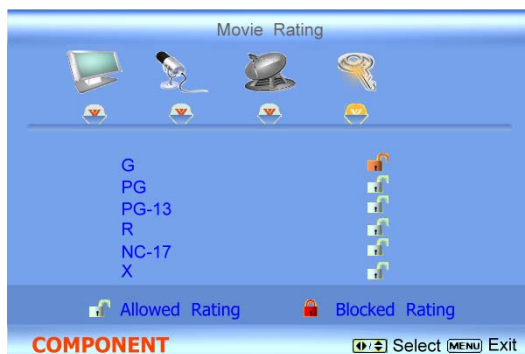 Movie Rating
G
PG
PG-13
R
NC-17
X
Allowed Rating Blocked Rating
COMPONENT Select MENU Exit